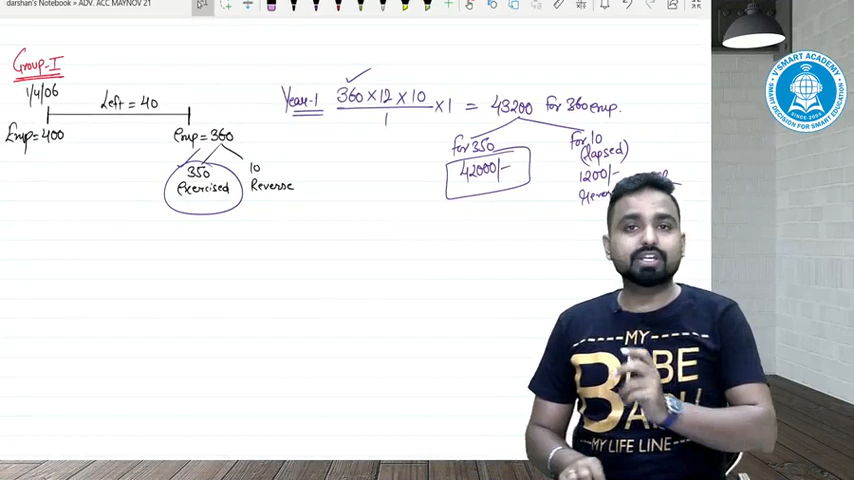 darshan's Notebook » ADV. ACC MAYNOV 21
Group-I
1/4/06
Left = 40
Emp=400
Emp=360
350
Exercised
10
Reverse
Year-1
360×12×10
1
×1 = 43200 for 360 emp.
for 350
42000/-
for 10
(lapsed)
1200/-
V'SMART ACADEMY
SINCE-2005
SMART DECISION FOR SMART EDUCATION
MY
MY LIFE LINE